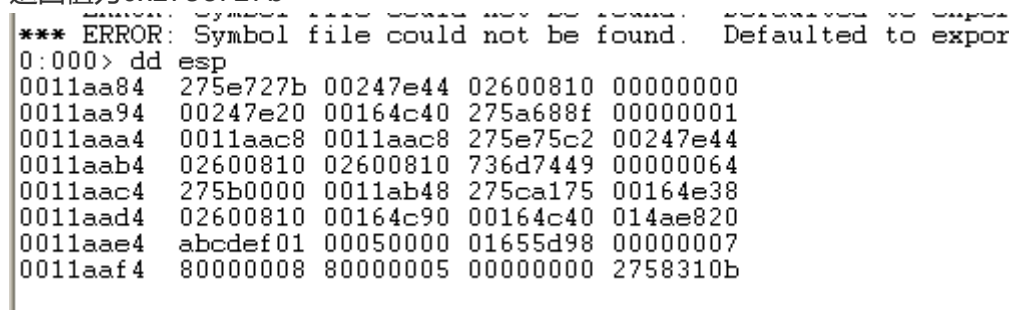 *** ERROR: Symbol file could not be found.  Defaulted to expor
0:000> dd esp
0011aa84  275e727b 00247e44 02600810 00000000
0011aa94  00247e20 00164c40 275a688f 00000001
0011aaa4  0011aac8 0011aac8 275e75c2 00247e44
0011aab4  02600810 02600810 736d7449 00000064
0011aac4  275b0000 0011ab48 275ca175 00164e38
0011aad4  02600810 00164c90 00164c40 014ae820
0011aae4  abcdef01 00050000 01655d98 00000007
0011aaf4  80000008 80000005 00000000 2758310b